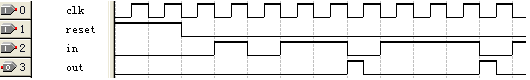 0 clk
1 reset
2 in
3 out